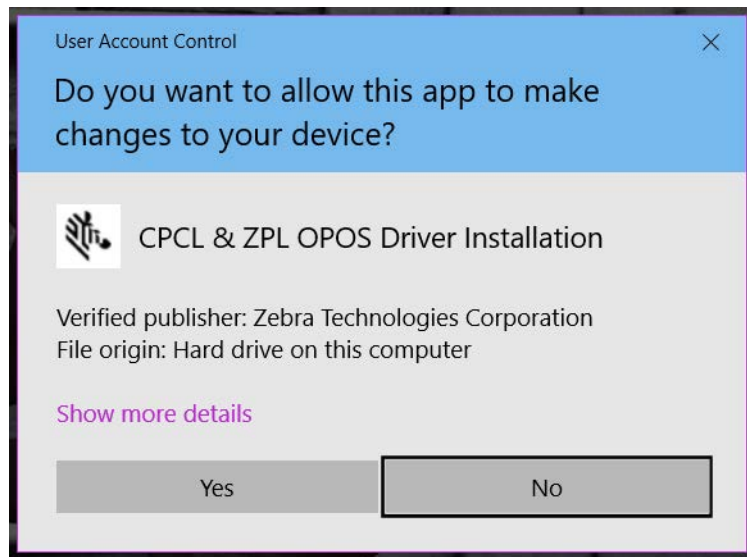 User Account Control
Do you want to allow this app to make
changes to your device?
CPCL & ZPL OPOS Driver Installation
Verified publisher: Zebra Technologies Corporation
File origin: Hard drive on this computer
Show more details
Yes
No